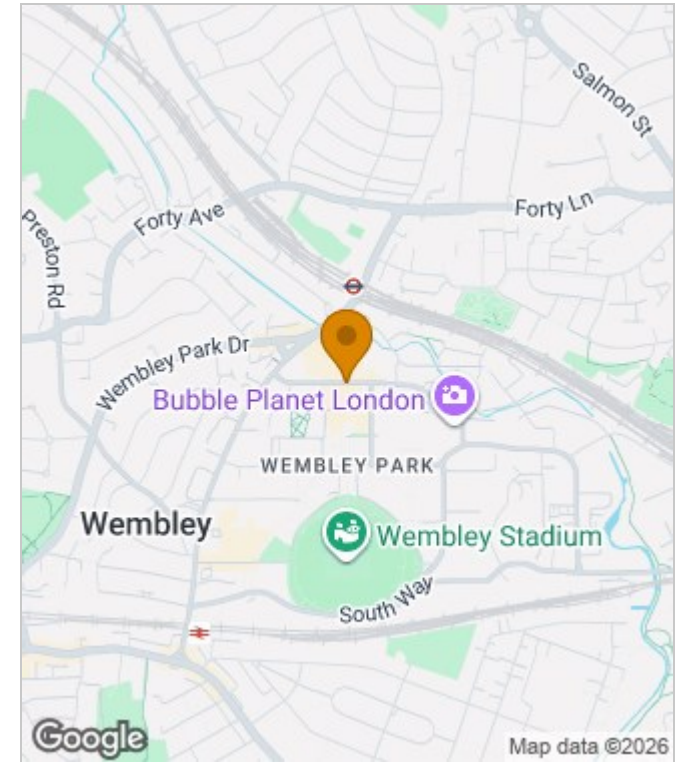 Salmon St
Forty Ave
Forty Ln
Preston Rd
Wembley Park Dr
Bubble Planet London
WEMBLEY PARK
Wembley
Wembley Stadium
South Way
Google
Map data ©2026